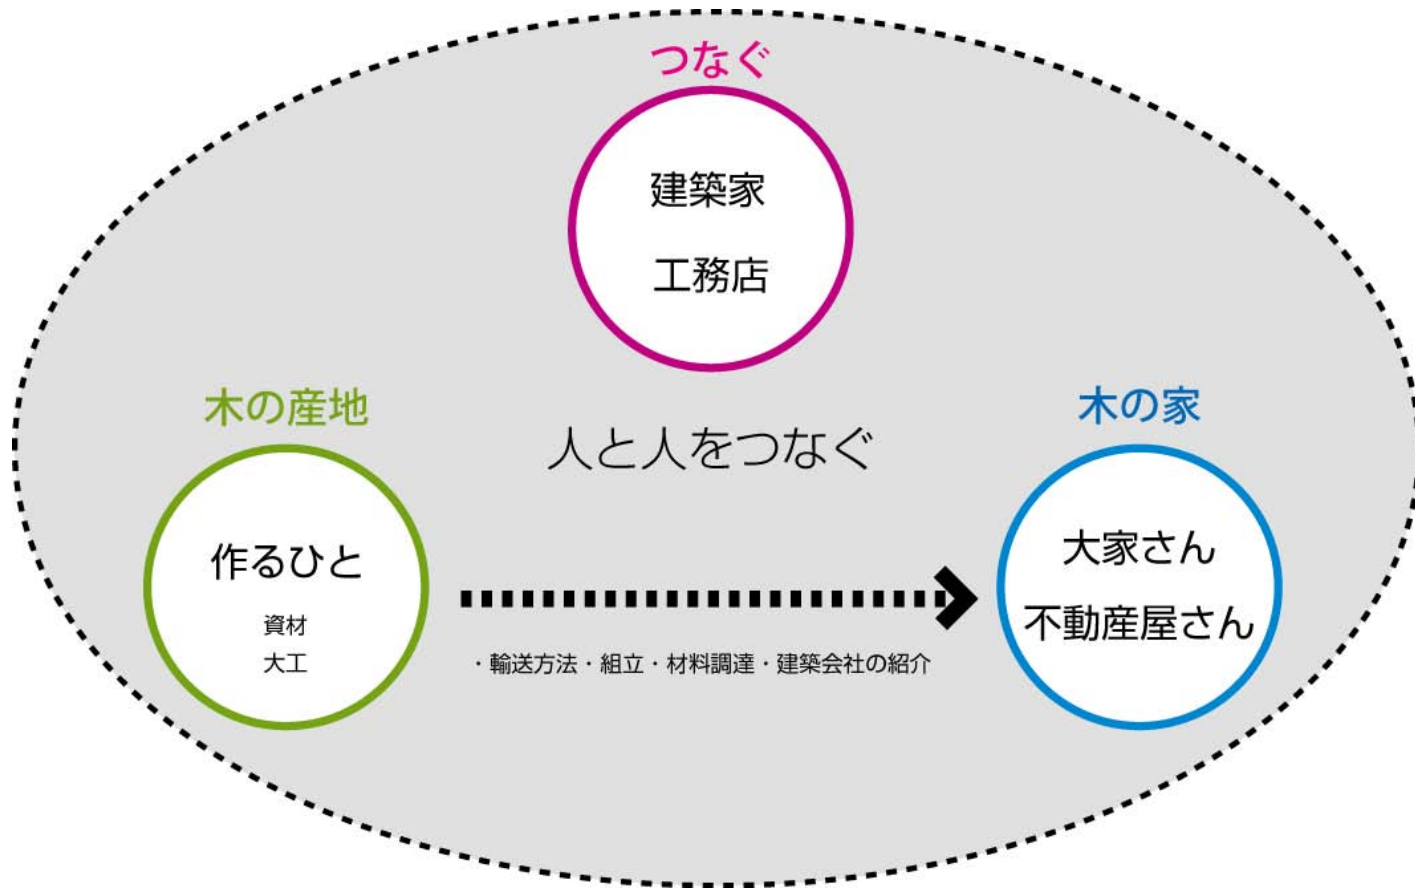 つなぐ
建築家
工務店
木の産地
木の家
人と人をつなぐ
作るひと
資材
大工
大家さん
不動産屋さん
・輸送方法・組立・材料調達・建築会社の紹介